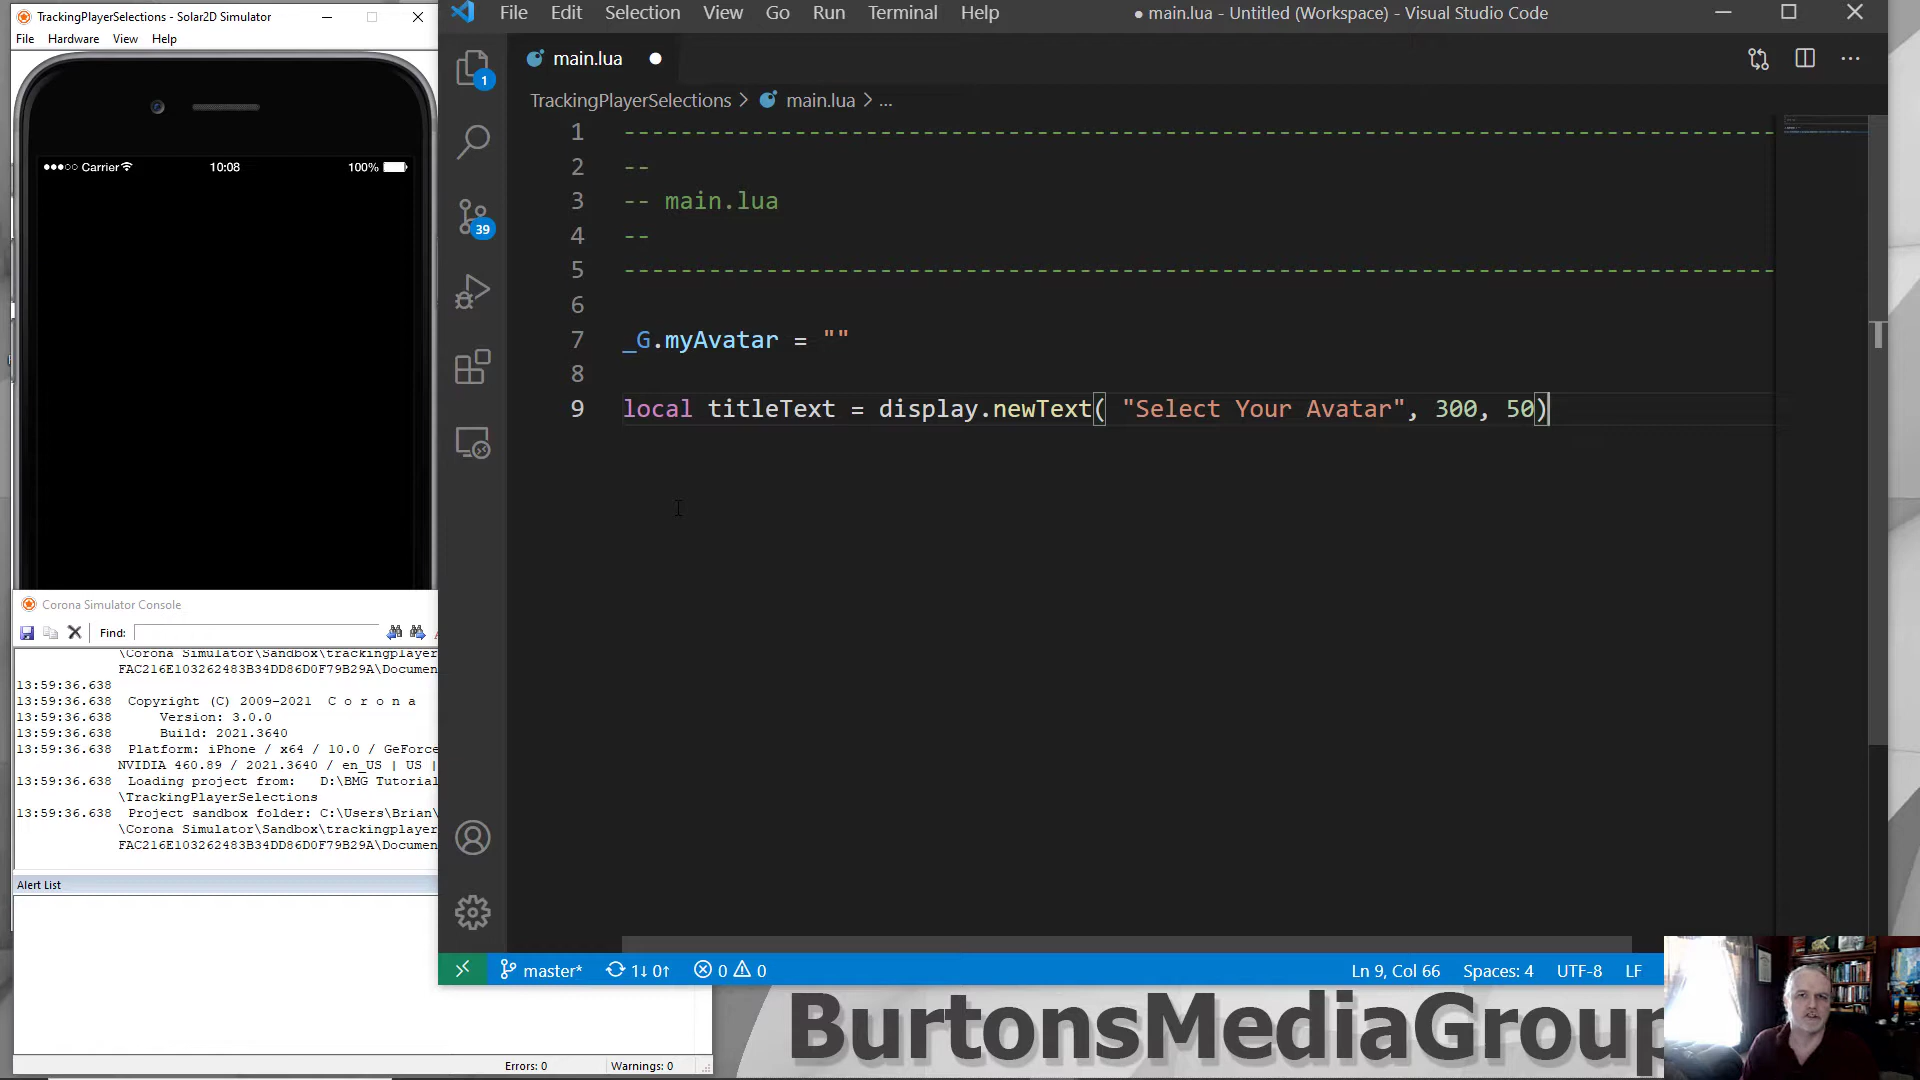 TrackingPlayerSelections - Solar2D Simulator
File Hardware View Help
Carrier 10:08 100%
Corona Simulator Console
Find:
\Corona Simulator\Sandbox\trackingplayer
FAC216E103262483B34DD86D0F79B29A\Documen
13:59:36.638
13:59:36.638 Copyright (C) 2009-2021 C o r o n a
13:59:36.638 Version: 3.0.0
13:59:36.638 Build: 2021.3640
13:59:36.638 Platform: iPhone / x64 / 10.0 / GeForce
NVIDIA 460.89 / 2021.3640 / en_US | US |
13:59:36.638 Loading project from: D:\BMG Tutorial
\TrackingPlayerSelections
13:59:36.638 Project sandbox folder: C:\Users\Brian\
\Corona Simulator\Sandbox\trackingplayer
FAC216E103262483B34DD86D0F79B29A\Documen
Alert List
Errors: 0 Warnings: 0
File Edit Selection View Go Run Terminal Help ● main.lua - Untitled (Workspace) - Visual Studio Code
main.lua
TrackingPlayerSelections > main.lua > ...
1
39
1 ---------------------------------------------------------------------------------
2 --
3 -- main.lua
4 --
5 ---------------------------------------------------------------------------------
6
7 _G.myAvatar = ""
8
9 local titleText = display.newText( "Select Your Avatar", 300, 50)
master* 1↓ 0↑ 0 0 Ln 9, Col 66 Spaces: 4 UTF-8 LF
BurtonsMediaGroup